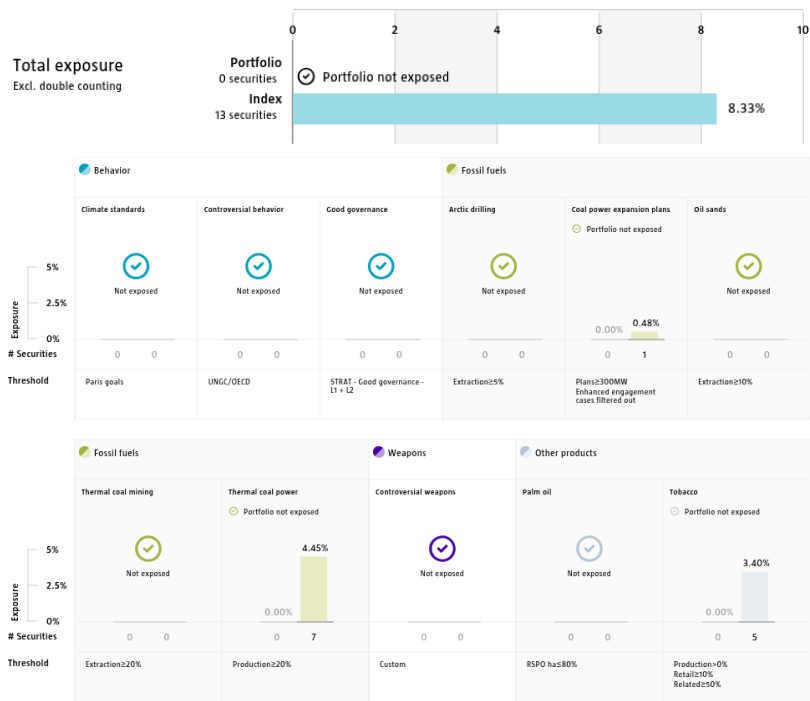 0 2 4 6 8 10
Total exposure
Excl. double counting
Portfolio
0 securities
Portfolio not exposed
Index
13 securities
8.33%
Behavior
Fossil fuels
Climate standards
Controversial behavior
Good governance
Arctic drilling
Coal power expansion plans
Oil sands
Portfolio not exposed
Not exposed
Not exposed
Not exposed
Not exposed
Not exposed
Exposure
5%
2.5%
0%
0.00% 0.48%
# Securities
0 0
0 0
0 0
0 0
0 1
0 0
Threshold
Paris goals
UNGC/OECD
STRAT - Good governance -
L1 + L2
Extraction≥5%
Plans≥300MW
Enhanced engagement
cases filtered out
Extraction≥10%
Fossil fuels
Weapons
Other products
Thermal coal mining
Thermal coal power
Controversial weapons
Palm oil
Tobacco
Portfolio not exposed
Portfolio not exposed
Not exposed
Not exposed
Not exposed
Exposure
5%
2.5%
0%
0.00% 4.45%
0.00% 3.40%
# Securities
0 0
0 7
0 0
0 0
0 5
Threshold
Extraction≥20%
Production≥20%
Custom
RSPO ha≤80%
Production>0%
Retail≥10%
Related≥50%